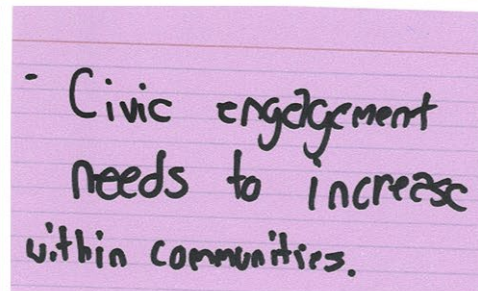 - Civic engagement
needs to increase
within communities.